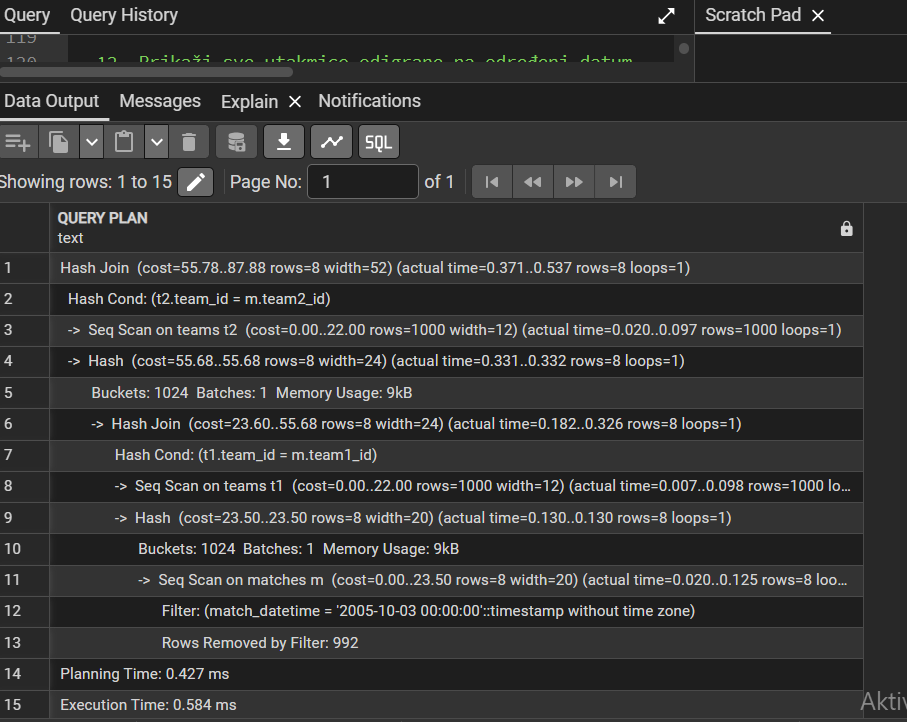 Query Query History Scratch Pad
119
120 12. Prikaži sve utakmice odigrane na određeni datum
Data Output Messages Explain Notifications
SQL
Showing rows: 1 to 15 Page No: 1 of 1
QUERY PLAN
text
1 Hash Join (cost=55.78..87.88 rows=8 width=52) (actual time=0.371..0.537 rows=8 loops=1)
2 Hash Cond: (t2.team_id = m.team2_id)
3 -> Seq Scan on teams t2 (cost=0.00..22.00 rows=1000 width=12) (actual time=0.020..0.097 rows=1000 loops=1)
4 -> Hash (cost=55.68..55.68 rows=8 width=24) (actual time=0.331..0.332 rows=8 loops=1)
5 Buckets: 1024 Batches: 1 Memory Usage: 9kB
6 -> Hash Join (cost=23.60..55.68 rows=8 width=24) (actual time=0.182..0.326 rows=8 loops=1)
7 Hash Cond: (t1.team_id = m.team1_id)
8 -> Seq Scan on teams t1 (cost=0.00..22.00 rows=1000 width=12) (actual time=0.007..0.098 rows=1000 lo...
9 -> Hash (cost=23.50..23.50 rows=8 width=20) (actual time=0.130..0.130 rows=8 loops=1)
10 Buckets: 1024 Batches: 1 Memory Usage: 9kB
11 -> Seq Scan on matches m (cost=0.00..23.50 rows=8 width=20) (actual time=0.020..0.125 rows=8 loo...
12 Filter: (match_datetime = '2005-10-03 00:00:00'::timestamp without time zone)
13 Rows Removed by Filter: 992
14 Planning Time: 0.427 ms
15 Execution Time: 0.584 ms
Aktiv